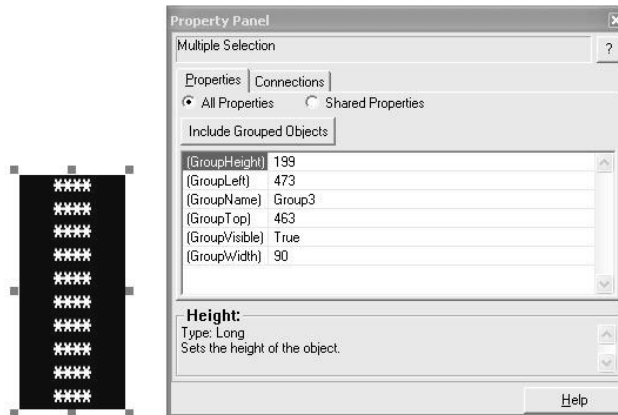 ****
****
****
****
****
****
****
****
****
****
Property Panel
Multiple Selection
?
Properties Connections
All Properties Shared Properties
Include Grouped Objects
(GroupHeight) 199
(GroupLeft) 473
(GroupName) Group3
(GroupTop) 463
(GroupVisible) True
(GroupWidth) 90
Height:
Type: Long
Sets the height of the object.
Help